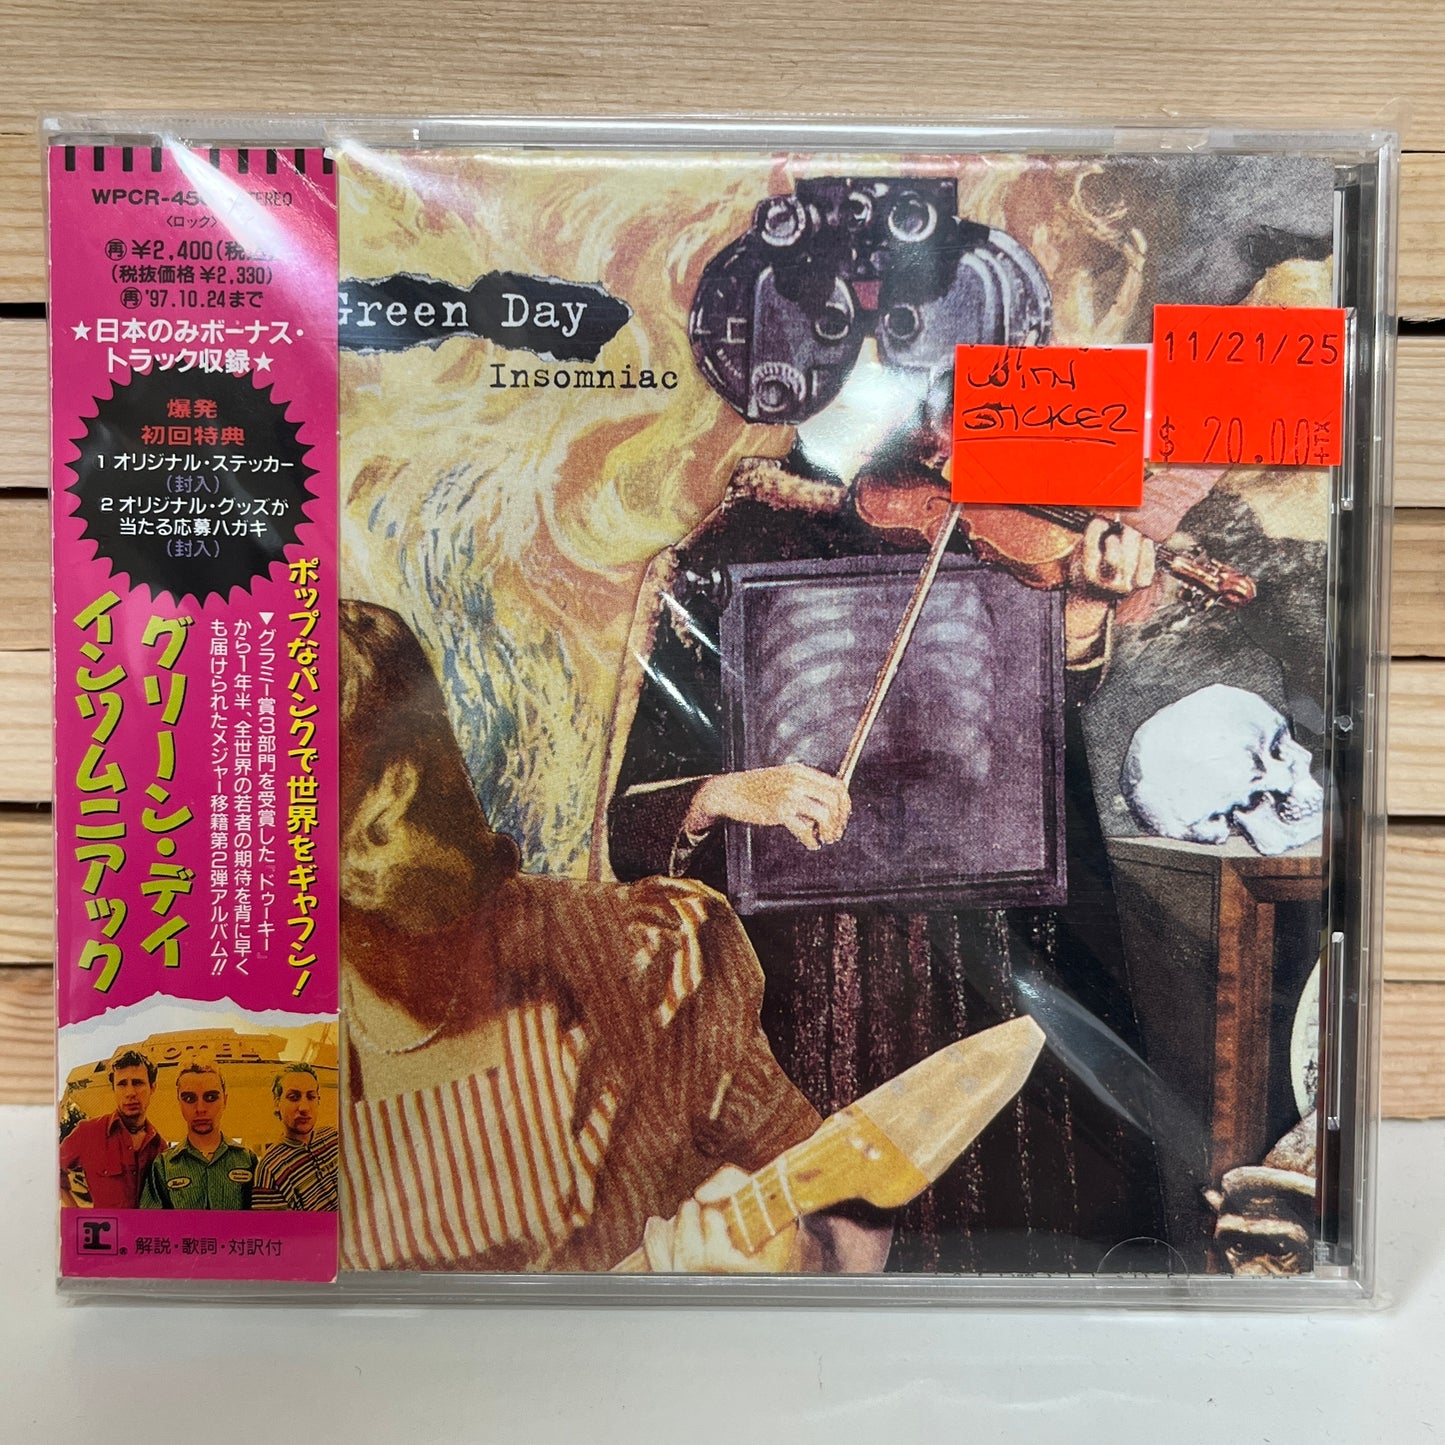 WPCR-45
STEREO
〈ロック〉
再 ¥2,400(税込)
(税抜価格 ¥2,330)
再 '97.10.24まで
★日本のみボーナス・
トラック収録★
爆発
初回特典
1 オリジナル・ステッカー
(封入)
2 オリジナル・グッズが
当たる応募ハガキ
(封入)
ポップなパンクで世界をギャフン!
▼グラミー賞3部門を受賞した『ドゥーキー』
から1年半、全世界の若者の期待を背に早く
も届けられたメジャー移籍第2弾アルバム!!
グリーン・デイ
インソムニアック
r®
解説・歌詞・対訳付
Green Day
Insomniac
WITH
STICKER
11/21/25
$ 20.00+TX